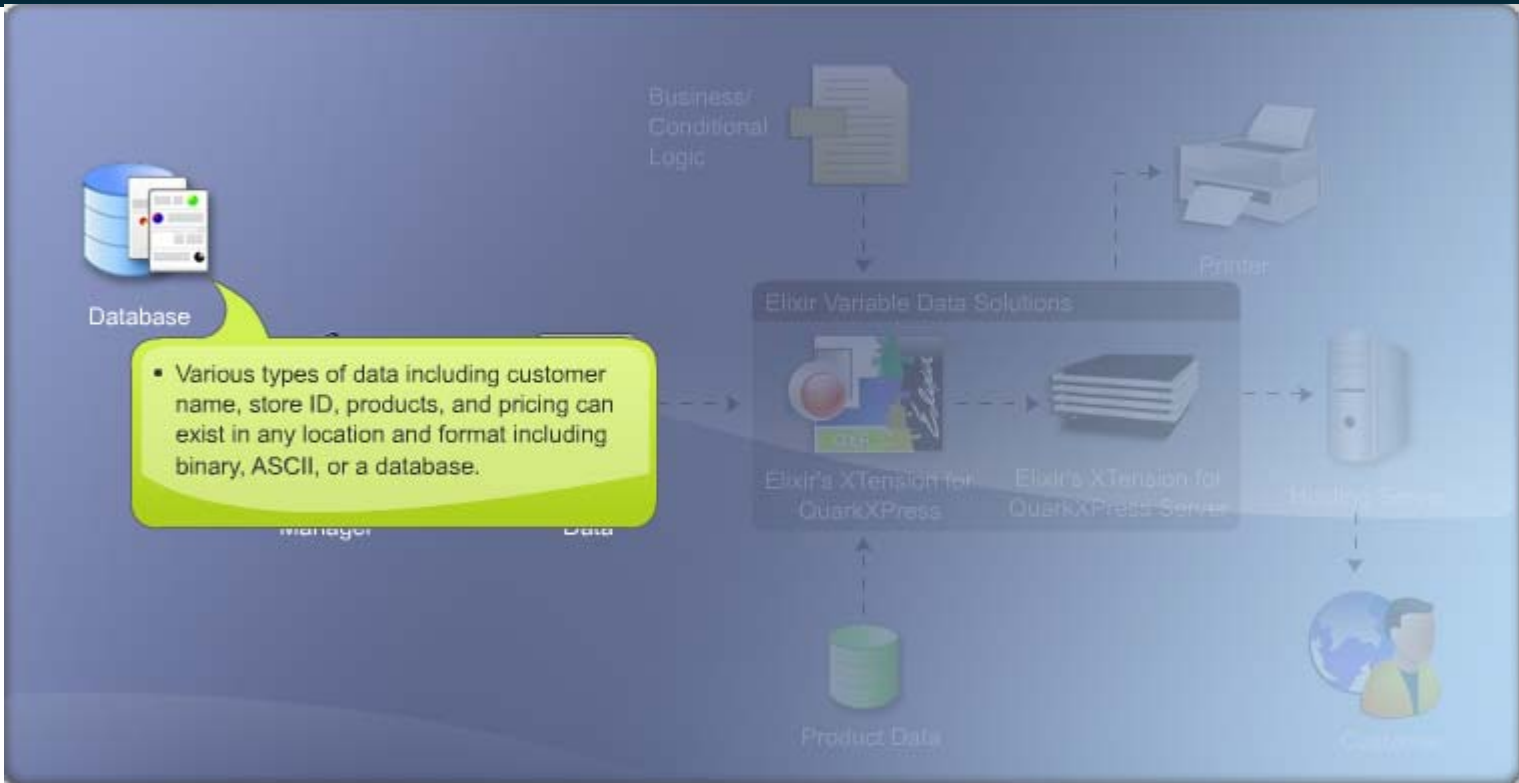 Business/
Conditional
Logic
Printer
Database
Elixir Variable Data Solutions
▪ Various types of data including customer
name, store ID, products, and pricing can
exist in any location and format including
binary, ASCII, or a database.
Elixir
Elixir's XTension for
QuarkXPress
Elixir's XTension for
QuarkXPress Server
Manager
Data
Product Data
Customer